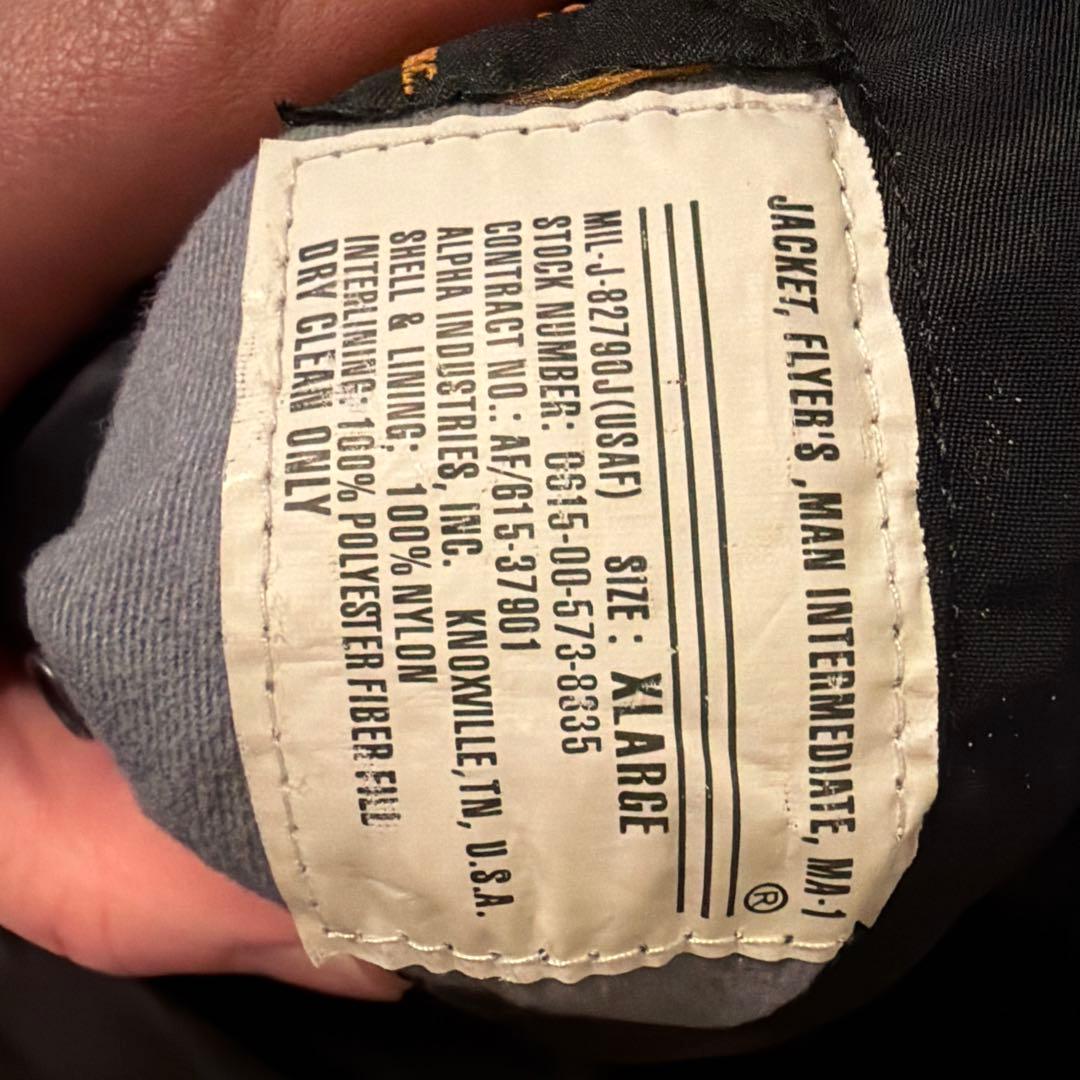 JACKET, FLYER'S ,MAN INTERMEDIATE, MA-1
®
MIL-J-82790J(USAF) SIZE: XLARGE
STOCK NUMBER: 8615-00-573-8335
CONTRACT NO.: AF/615-37901
ALPHA INDUSTRIES, INC. KNOXVILLE, TN, U.S.A.
SHELL & LINING; 100% NYLON
INTERLINING: 100% POLYESTER FIBER FILL
DRY CLEAN ONLY